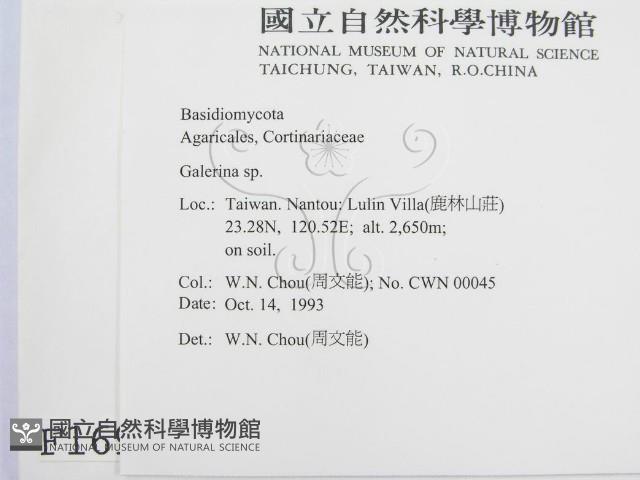 國立自然科學博物館
NATIONAL MUSEUM OF NATURAL SCIENCE
TAICHUNG, TAIWAN, R.O.CHINA
Basidiomycota
Agaricales, Cortinariaceae
Galerina sp.
Loc.: Taiwan. Nantou: Lulin Villa(鹿林山莊)
23.28N, 120.52E; alt. 2,650m;
on soil.
Col.: W.N. Chou(周文能); No. CWN 00045
Date: Oct. 14, 1993
Det.: W.N. Chou(周文能)
國立自然科學博物館
NATIONAL MUSEUM OF NATURAL SCIENCE